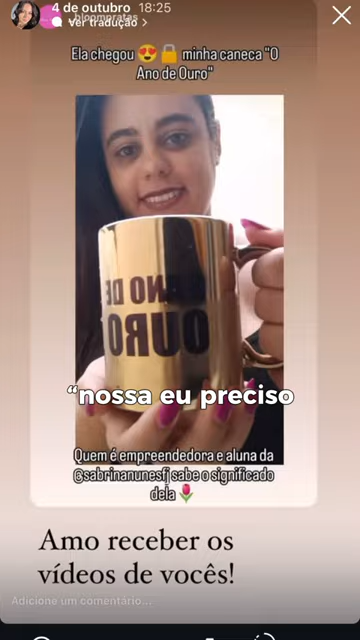 4 de outubro 18:25
bloompratas
Ver tradução >
Ela chegou 😍🔒 minha caneca "O
Ano de Ouro"
ANO DE
OURO
“nossa eu preciso
Quem é empreendedora e aluna da
@sabrinanunesfj sabe o significado
dela 🌷
Amo receber os
vídeos de vocês!
Adicione um comentário...